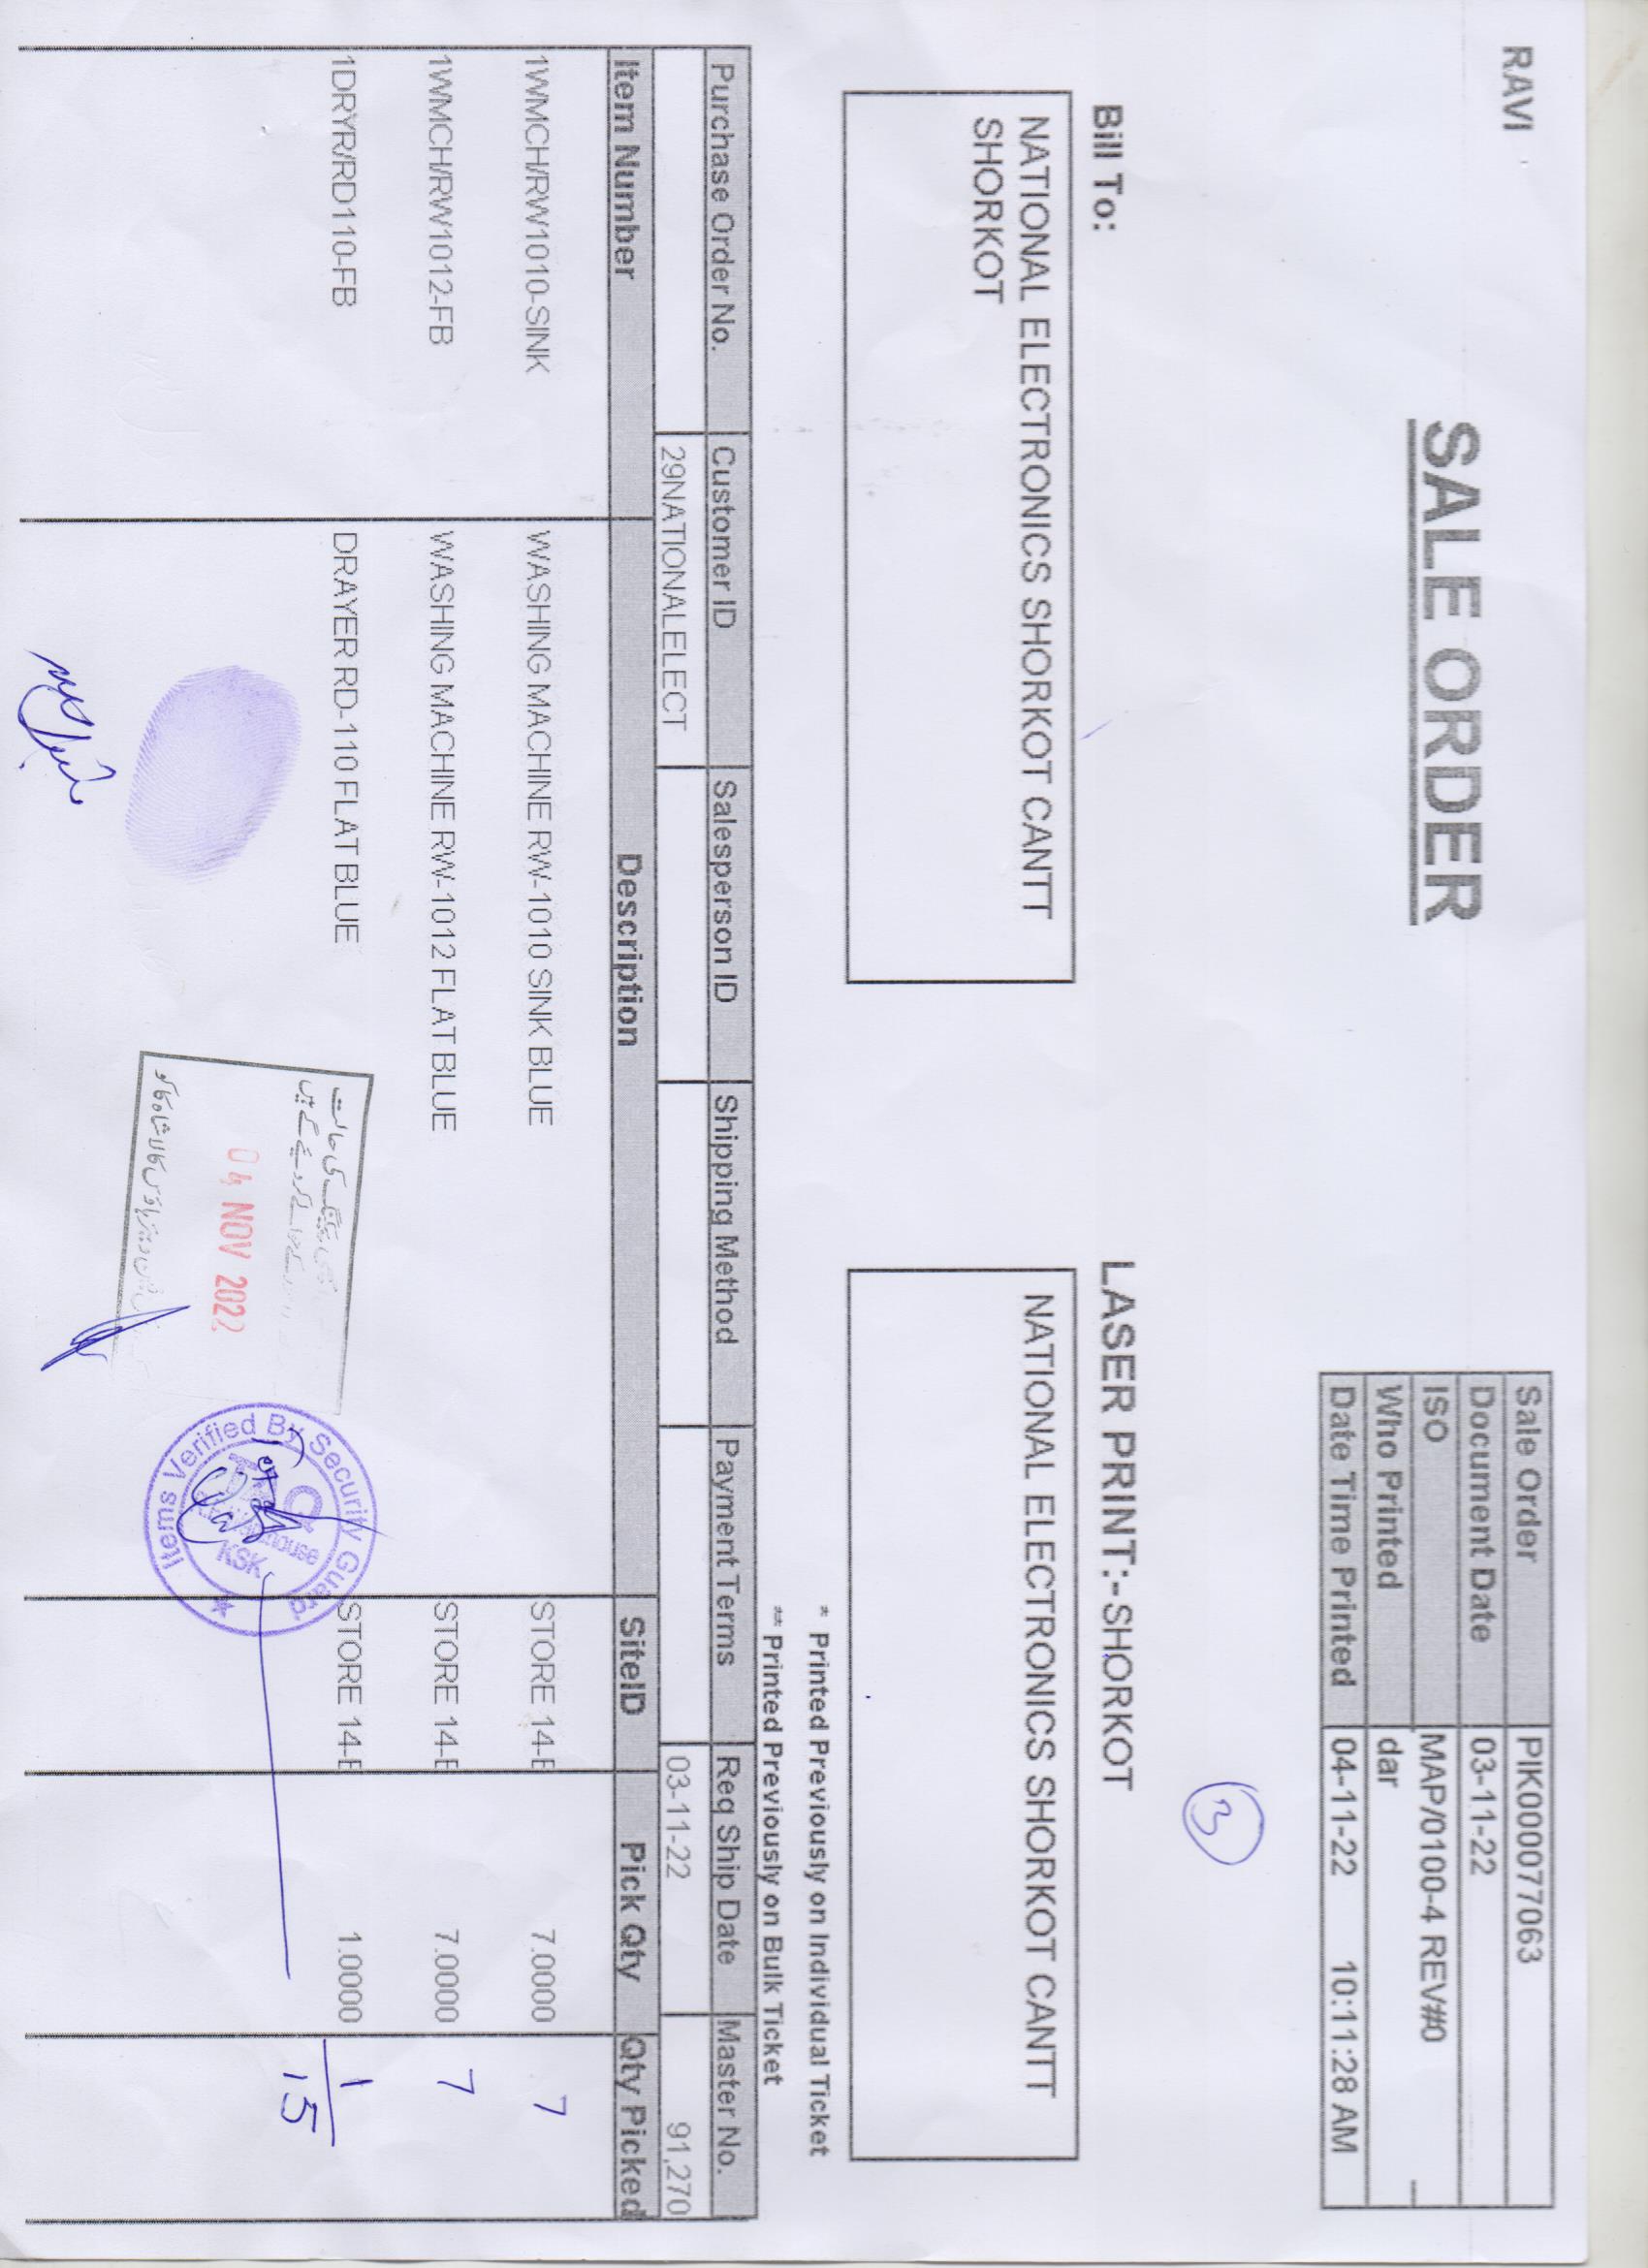 RAVI
SALE ORDER
Sale Order PIK000077063
Document Date 03-11-22
ISO MAP/0100-4 REV#0
Who Printed dar
Date Time Printed 04-11-22 10:11:28 AM
3
Bill To:
LASER PRINT:-SHORKOT
NATIONAL ELECTRONICS SHORKOT CANTT
SHORKOT
NATIONAL ELECTRONICS SHORKOT CANTT
* Printed Previously on Individual Ticket
** Printed Previously on Bulk Ticket
Purchase Order No. Customer ID Salesperson ID Shipping Method Payment Terms Req Ship Date Master No.
29NATIONALELECT 03-11-22 91,270
Item Number Description SiteID Pick Qty Qty Picked
1WMCH/RW1010-SINK WASHING MACHINE RW-1010 SINK BLUE STORE 14-E 7.0000 7
1WMCH/RW1012-FB WASHING MACHINE RW-1012 FLAT BLUE STORE 14-E 7.0000 7
1DRYR/RD110-FB DRAYER RD-110 FLAT BLUE STORE 14-E 1.0000 1
15
پیکنگ کی حالت
کے حوالے کر دیئے گے ہیں
04 NOV 2022
ویئر ہاؤس کالا شاہ کاکو
Items Verified By Security Guard
KSK